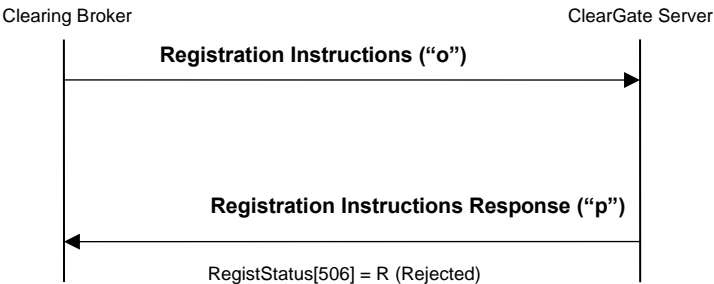 Clearing Broker
ClearGate Server
Registration Instructions (“o”)
Registration Instructions Response (“p”)
RegistStatus[506] = R (Rejected)